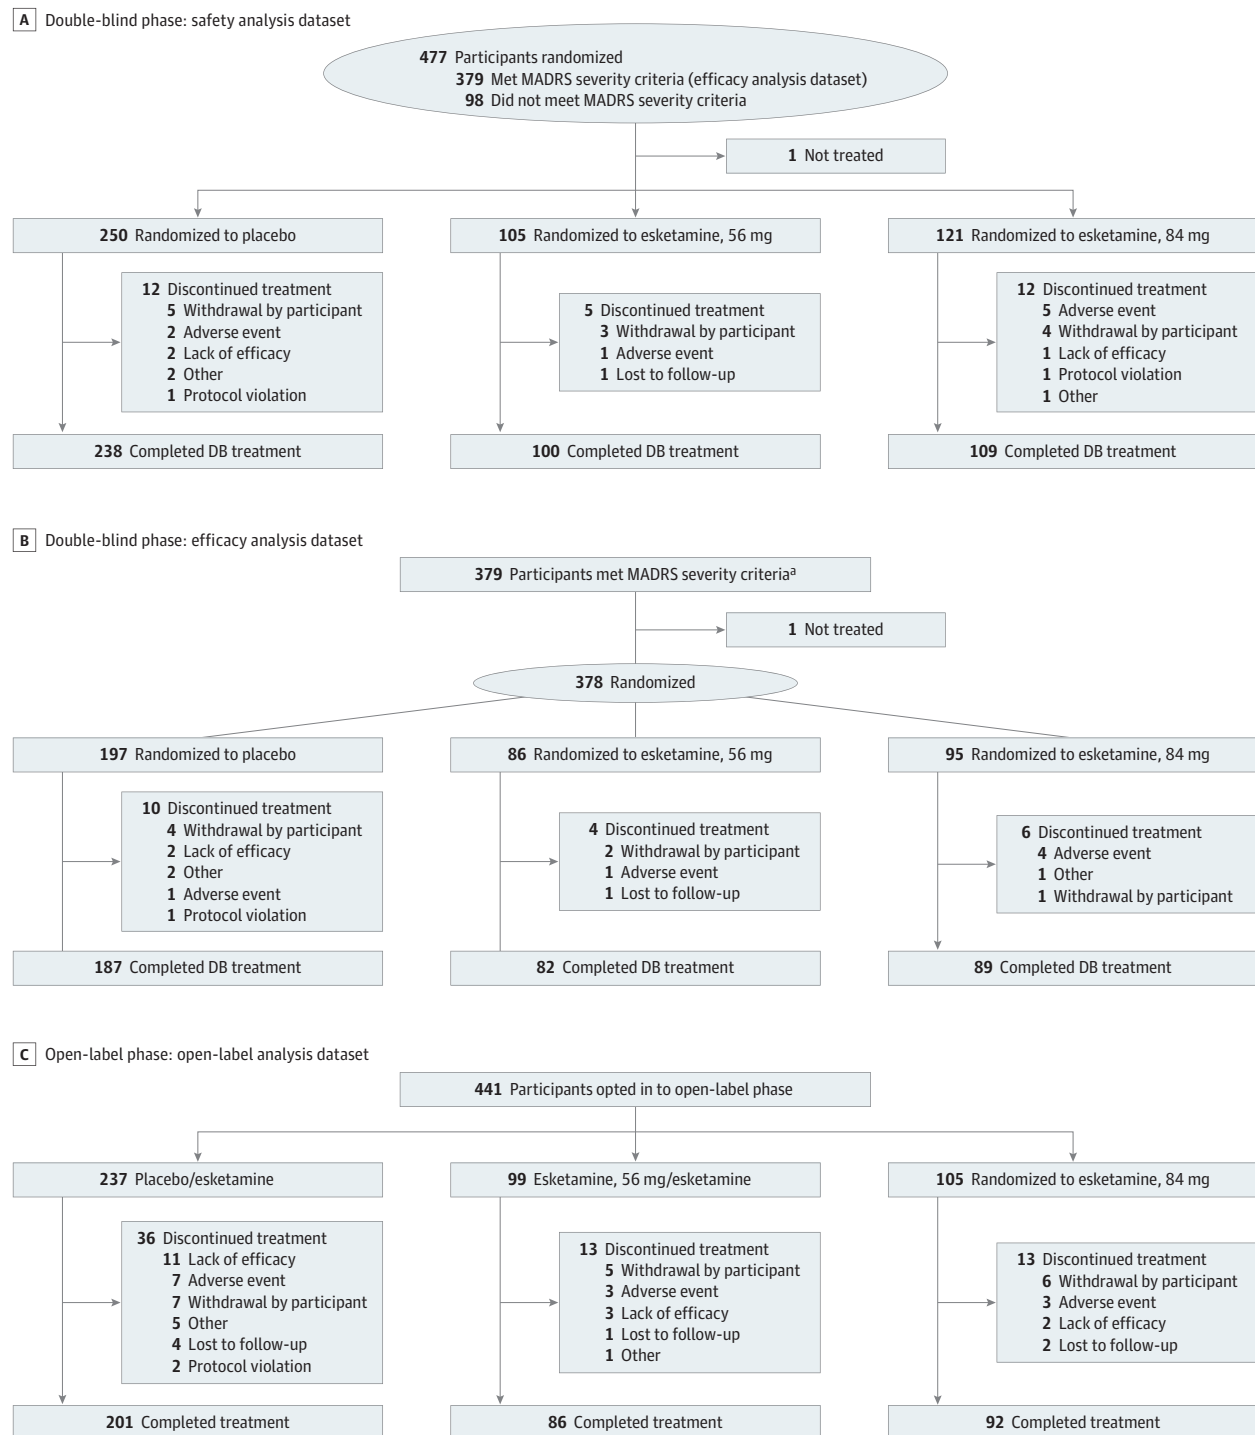 A Double-blind phase: safety analysis dataset
477 Participants randomized
379 Met MADRS severity criteria (efficacy analysis dataset)
98 Did not meet MADRS severity criteria
1 Not treated
250 Randomized to placebo
105 Randomized to esketamine, 56 mg
121 Randomized to esketamine, 84 mg
12 Discontinued treatment
5 Withdrawal by participant
2 Adverse event
2 Lack of efficacy
2 Other
1 Protocol violation
5 Discontinued treatment
3 Withdrawal by participant
1 Adverse event
1 Lost to follow-up
12 Discontinued treatment
5 Adverse event
4 Withdrawal by participant
1 Lack of efficacy
1 Protocol violation
1 Other
238 Completed DB treatment
100 Completed DB treatment
109 Completed DB treatment
B Double-blind phase: efficacy analysis dataset
379 Participants met MADRS severity criteriaᵃ
1 Not treated
378 Randomized
197 Randomized to placebo
86 Randomized to esketamine, 56 mg
95 Randomized to esketamine, 84 mg
10 Discontinued treatment
4 Withdrawal by participant
2 Lack of efficacy
2 Other
1 Adverse event
1 Protocol violation
4 Discontinued treatment
2 Withdrawal by participant
1 Adverse event
1 Lost to follow-up
6 Discontinued treatment
4 Adverse event
1 Other
1 Withdrawal by participant
187 Completed DB treatment
82 Completed DB treatment
89 Completed DB treatment
C Open-label phase: open-label analysis dataset
441 Participants opted in to open-label phase
237 Placebo/esketamine
99 Esketamine, 56 mg/esketamine
105 Randomized to esketamine, 84 mg
36 Discontinued treatment
11 Lack of efficacy
7 Adverse event
7 Withdrawal by participant
5 Other
4 Lost to follow-up
2 Protocol violation
13 Discontinued treatment
5 Withdrawal by participant
3 Adverse event
3 Lack of efficacy
1 Lost to follow-up
1 Other
13 Discontinued treatment
6 Withdrawal by participant
3 Adverse event
2 Lack of efficacy
2 Lost to follow-up
201 Completed treatment
86 Completed treatment
92 Completed treatment